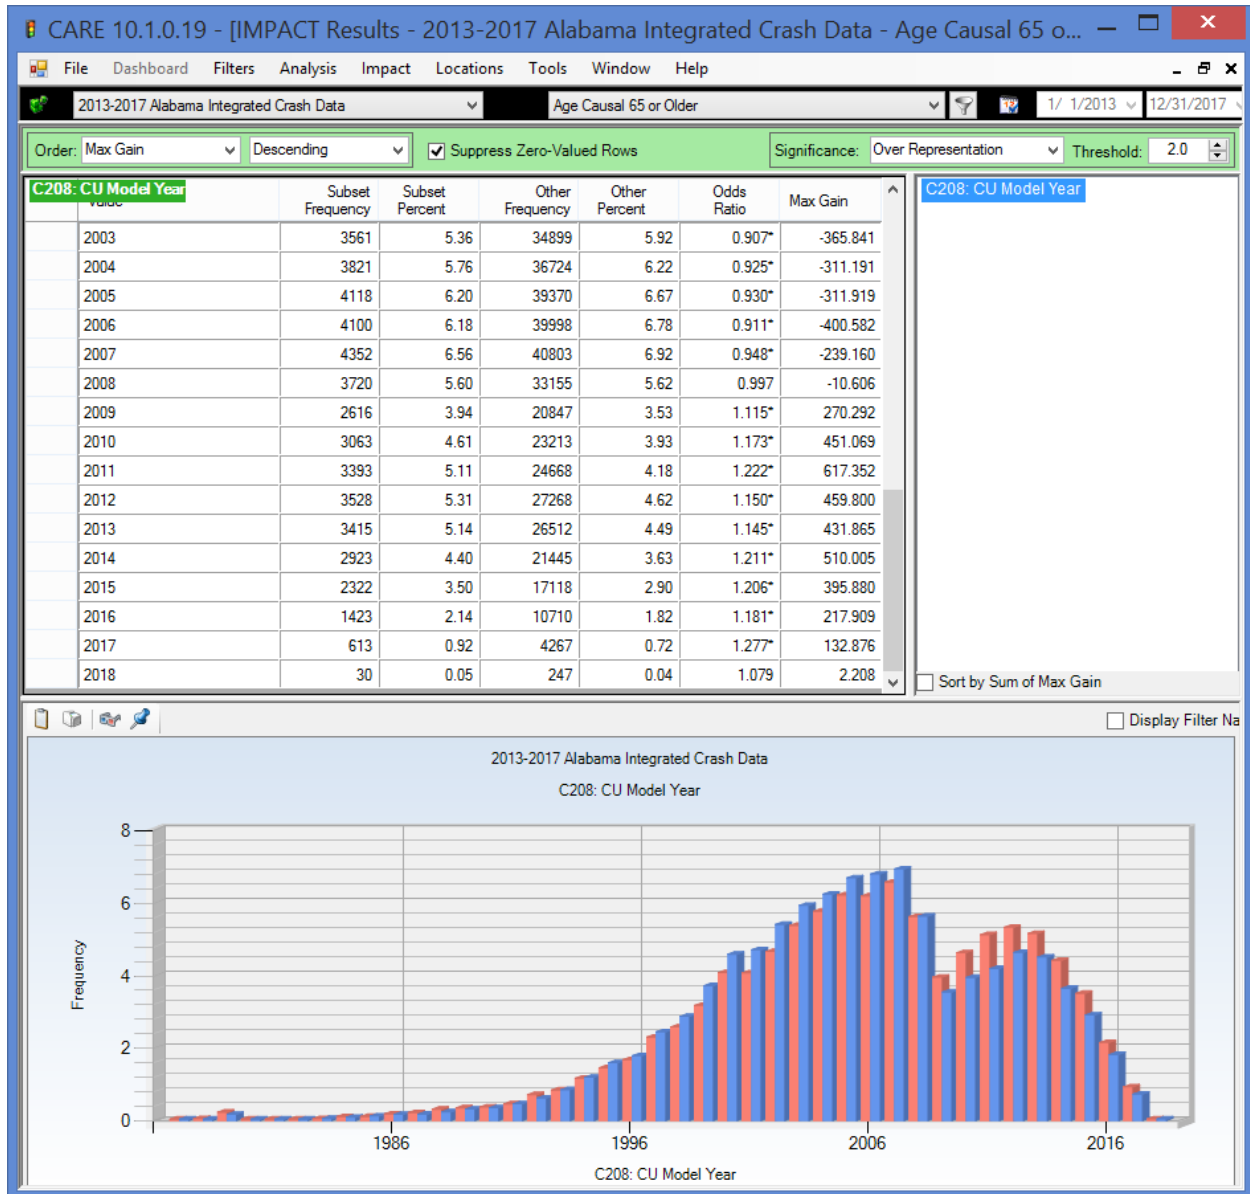 CARE 10.1.0.19 - [IMPACT Results - 2013-2017 Alabama Integrated Crash Data - Age Causal 65 o...
File Dashboard Filters Analysis Impact Locations Tools Window Help
2013-2017 Alabama Integrated Crash Data Age Causal 65 or Older 1/ 1/2013 12/31/2017
Order: Max Gain Descending Suppress Zero-Valued Rows Significance: Over Representation Threshold: 2.0
C208: CU Model Year Subset Frequency Subset Percent Other Frequency Other Percent Odds Ratio Max Gain C208: CU Model Year
2003 3561 5.36 34899 5.92 0.907* -365.841
2004 3821 5.76 36724 6.22 0.925* -311.191
2005 4118 6.20 39370 6.67 0.930* -311.919
2006 4100 6.18 39998 6.78 0.911* -400.582
2007 4352 6.56 40803 6.92 0.948* -239.160
2008 3720 5.60 33155 5.62 0.997 -10.606
2009 2616 3.94 20847 3.53 1.115* 270.292
2010 3063 4.61 23213 3.93 1.173* 451.069
2011 3393 5.11 24668 4.18 1.222* 617.352
2012 3528 5.31 27268 4.62 1.150* 459.800
2013 3415 5.14 26512 4.49 1.145* 431.865
2014 2923 4.40 21445 3.63 1.211* 510.005
2015 2322 3.50 17118 2.90 1.206* 395.880
2016 1423 2.14 10710 1.82 1.181* 217.909
2017 613 0.92 4267 0.72 1.277* 132.876
2018 30 0.05 247 0.04 1.079 2.208
Sort by Sum of Max Gain
Display Filter Na
2013-2017 Alabama Integrated Crash Data
C208: CU Model Year
8
6
4
2
0
Frequency
1986 1996 2006 2016
C208: CU Model Year